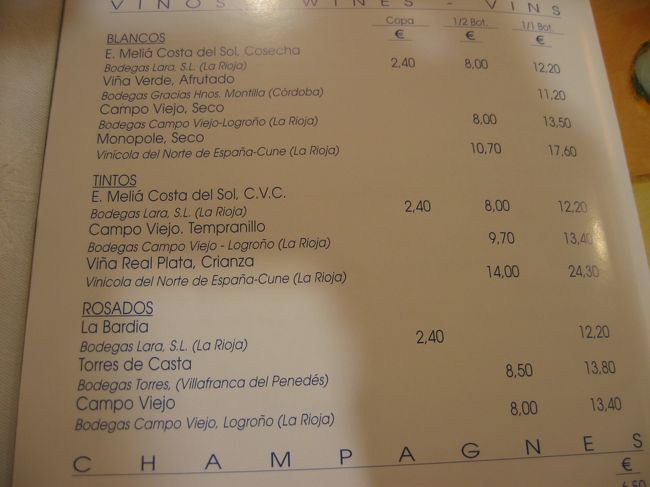 VINOS - WINES - VINS
Copa 1/2 Bot. 1/1 Bot.
BLANCOS € € €
E. Meliá Costa del Sol, Cosecha
Bodegas Lara, S.L. (La Rioja) 2,40 8,00 12,20
Viña Verde, Afrutado
Bodegas Gracias Hnos. Montilla (Córdoba) 11,20
Campo Viejo, Seco
Bodegas Campo Viejo-Logroño (La Rioja) 8,00 13,50
Monopole, Seco
Vinícola del Norte de España-Cune (La Rioja) 10,70 17,60
TINTOS
E. Meliá Costa del Sol, C.V.C.
Bodegas Lara, S.L. (La Rioja) 2,40 8,00 12,20
Campo Viejo. Tempranillo
Bodegas Campo Viejo - Logroño (La Rioja) 9,70 13,40
Viña Real Plata, Crianza
Vinicola del Norte de España-Cune (La Rioja) 14,00 24,30
ROSADOS
La Bardia
Bodegas Lara, S.L. (La Rioja) 2,40 12,20
Torres de Casta
Bodegas Torres, (Villafranca del Penedés) 8,50 13,80
Campo Viejo
Bodegas Campo Viejo, Logroño (La Rioja) 8,00 13,40
CHAMPAGNES
€